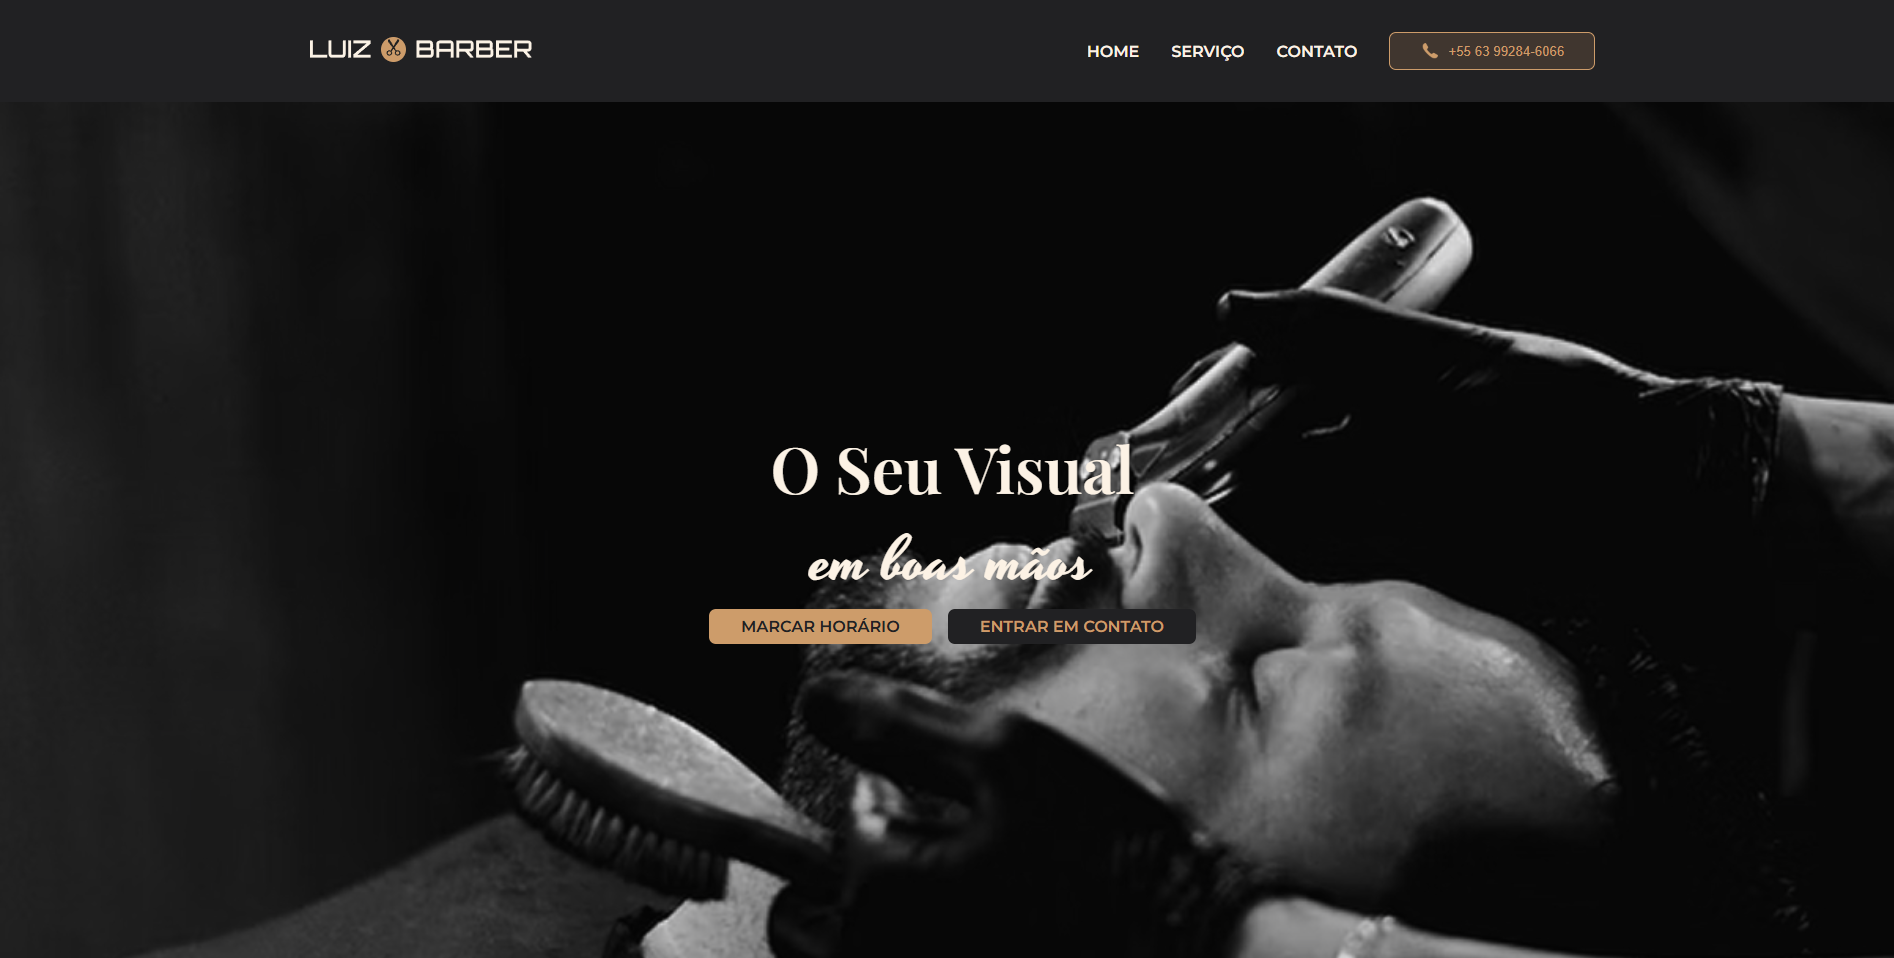 LUIZ BARBER
HOME SERVIÇO CONTATO +55 63 99284-6066
O Seu Visual
em boas mãos
MARCAR HORÁRIO ENTRAR EM CONTATO